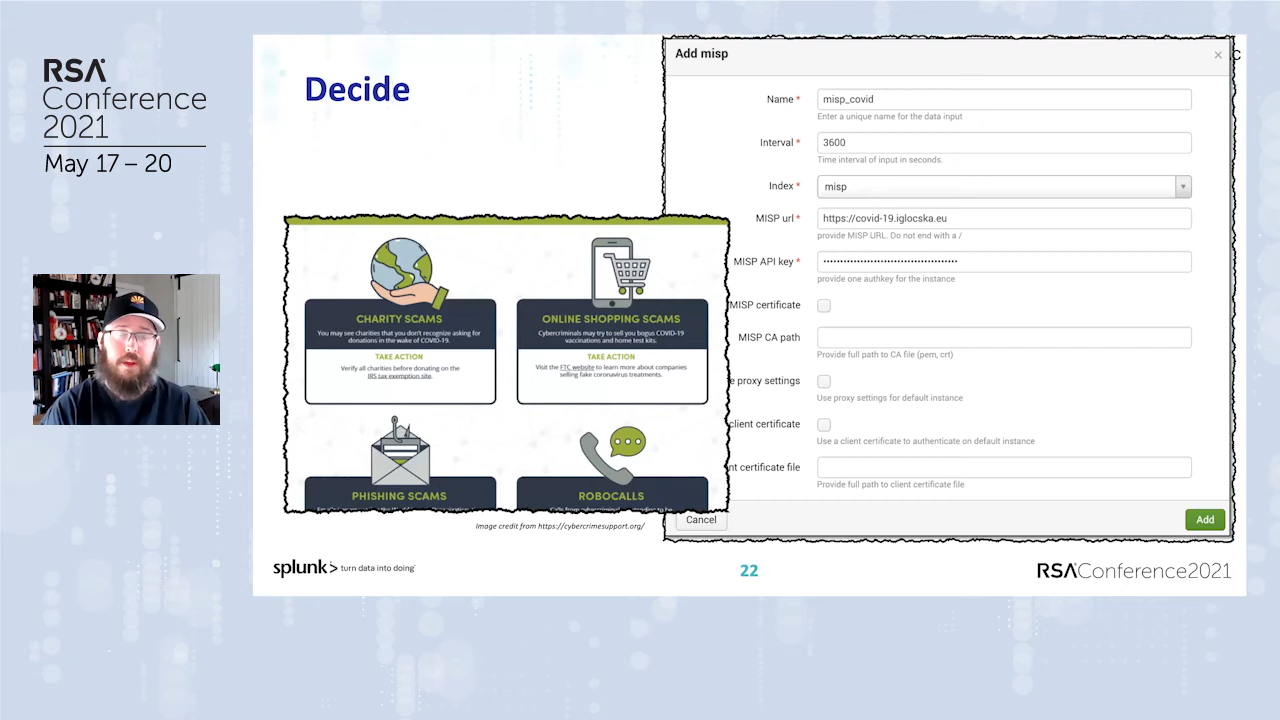 RSA
Conference
2021
May 17 – 20
Decide
Add misp
×
Name *
misp_covid
Enter a unique name for the data input
Interval *
3600
Time interval of input in seconds.
Index *
misp
MISP url *
https://covid-19.iglocska.eu
provide MISP URL. Do not end with a /
MISP API key *
••••••••••••••••••••••••••••••••••••••••
provide one authkey for the instance
MISP certificate
MISP CA path
Provide full path to CA file (pem, crt)
proxy settings
Use proxy settings for default instance
client certificate
Use a client certificate to authenticate on default instance
certificate file
Provide full path to client certificate file
Cancel
Add
CHARITY SCAMS
You may see charities that you don't recognize asking for
donations in the wake of COVID-19.
TAKE ACTION
Verify all charities before donating on the
IRS tax exemption site.
ONLINE SHOPPING SCAMS
Cybercriminals may try to sell you bogus COVID-19
vaccinations and home test kits.
TAKE ACTION
Visit the FTC website to learn more about companies
selling fake coronavirus treatments.
PHISHING SCAMS
ROBOCALLS
Image credit from https://cybercrimesupport.org/
splunk> turn data into doing™
22
RSA Conference2021